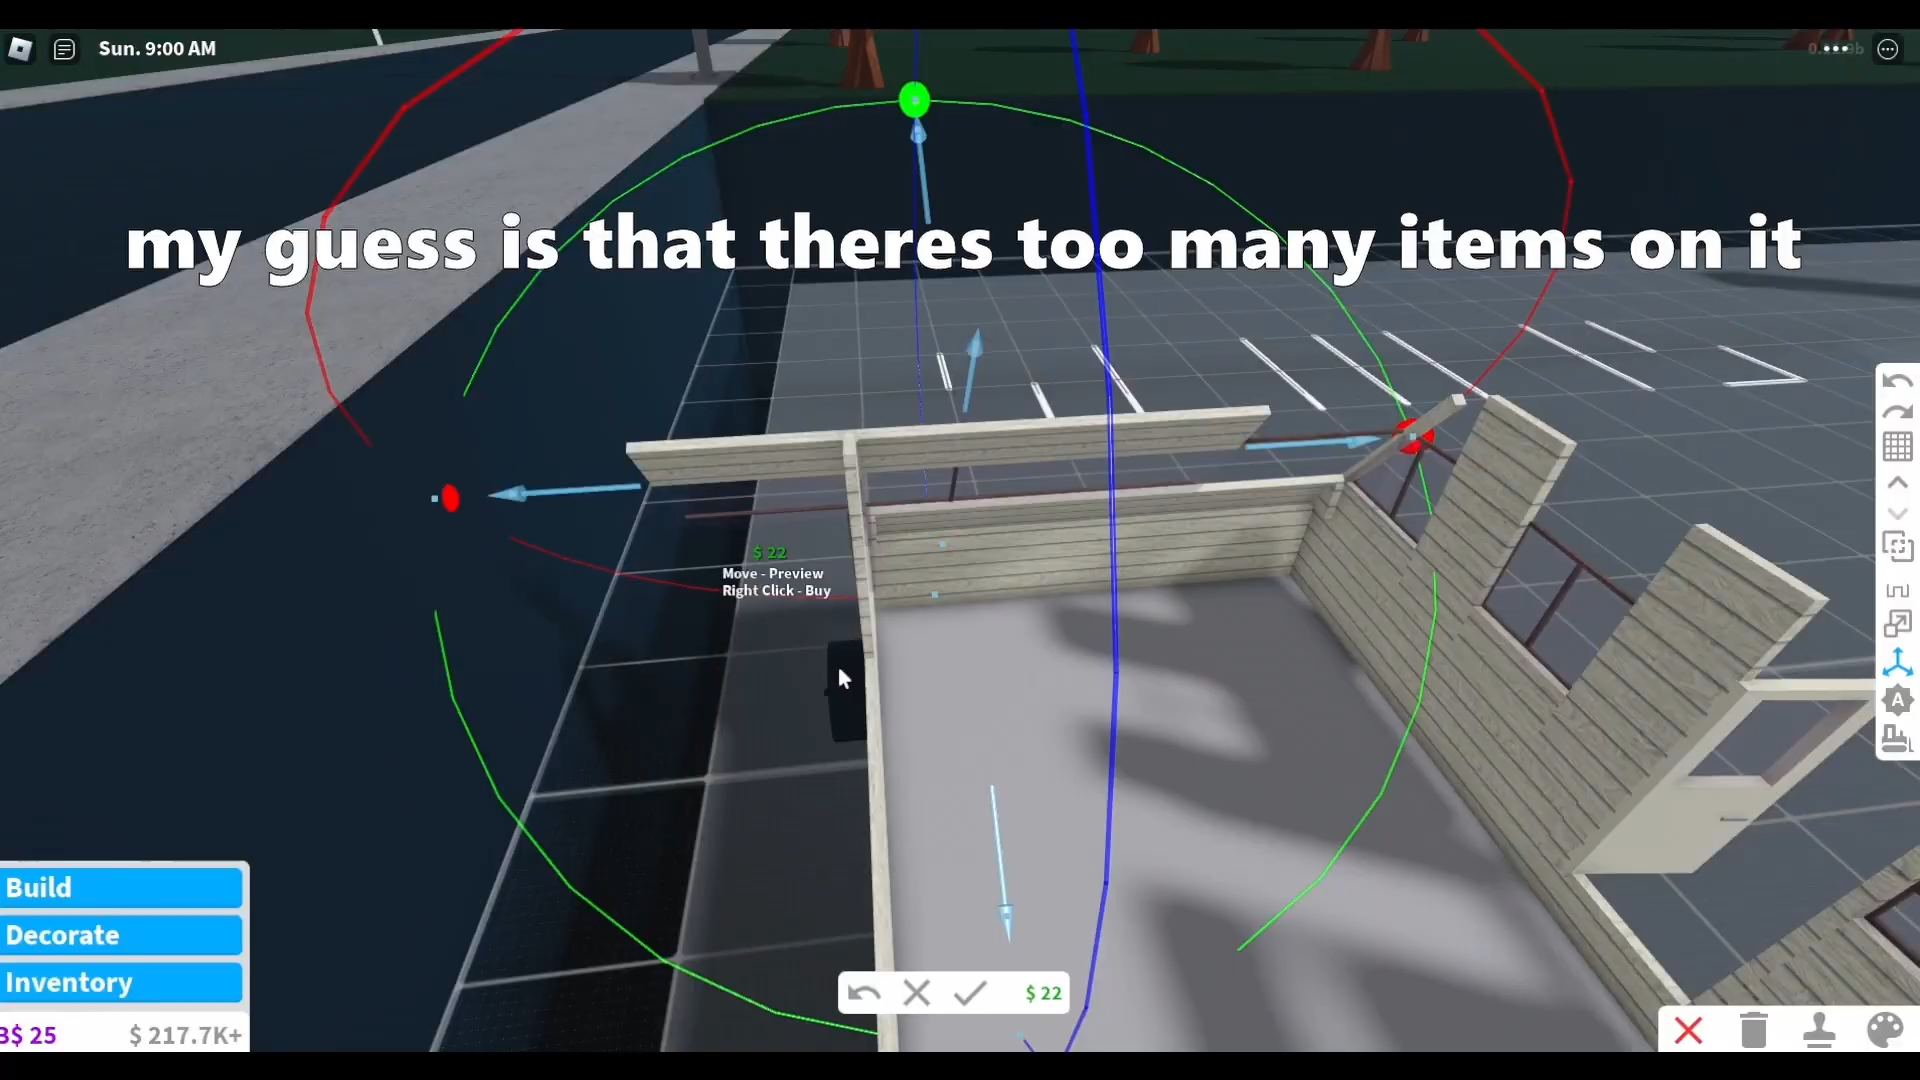 Sun. 9:00 AM
my guess is that theres too many items on it
$ 22
Move - Preview
Right Click - Buy
A
Build
Decorate
Inventory
B$ 25
$ 217.7K+
$ 22